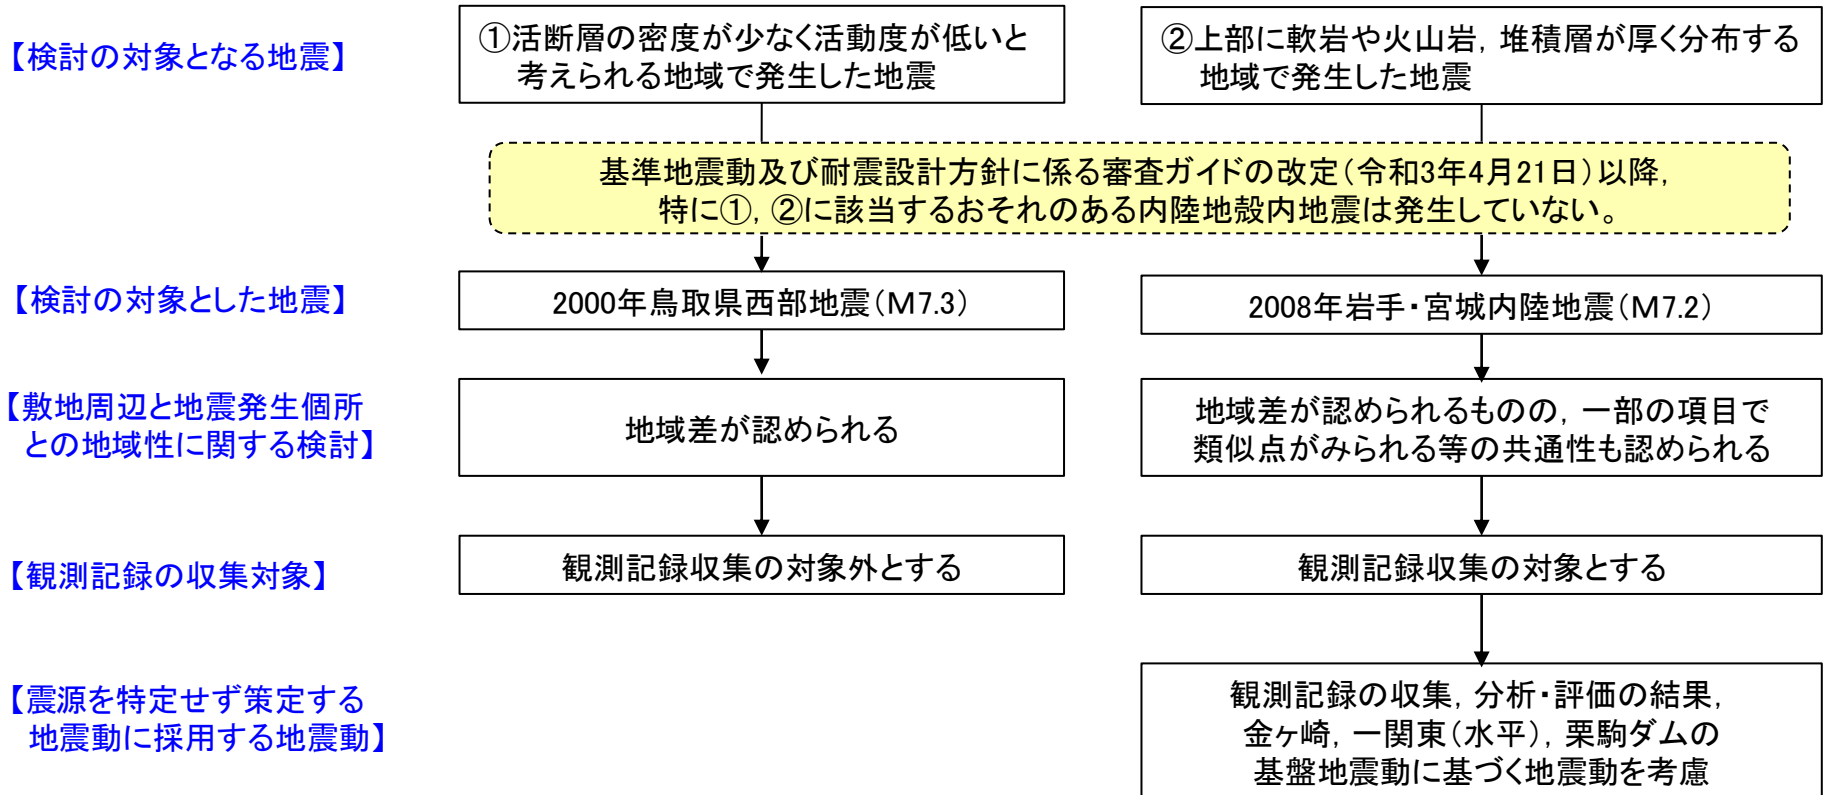 【検討の対象となる地震】
①活断層の密度が少なく活動度が低いと
考えられる地域で発生した地震
②上部に軟岩や火山岩，堆積層が厚く分布する
地域で発生した地震
基準地震動及び耐震設計方針に係る審査ガイドの改定（令和3年4月21日）以降，
特に①，②に該当するおそれのある内陸地殻内地震は発生していない。
【検討の対象とした地震】
2000年鳥取県西部地震（M7.3）
2008年岩手・宮城内陸地震（M7.2）
【敷地周辺と地震発生個所
との地域性に関する検討】
地域差が認められる
地域差が認められるものの，一部の項目で
類似点がみられる等の共通性も認められる
【観測記録の収集対象】
観測記録収集の対象外とする
観測記録収集の対象とする
【震源を特定せず策定する
地震動に採用する地震動】
観測記録の収集，分析・評価の結果，
金ヶ崎，一関東（水平），栗駒ダムの
基盤地震動に基づく地震動を考慮